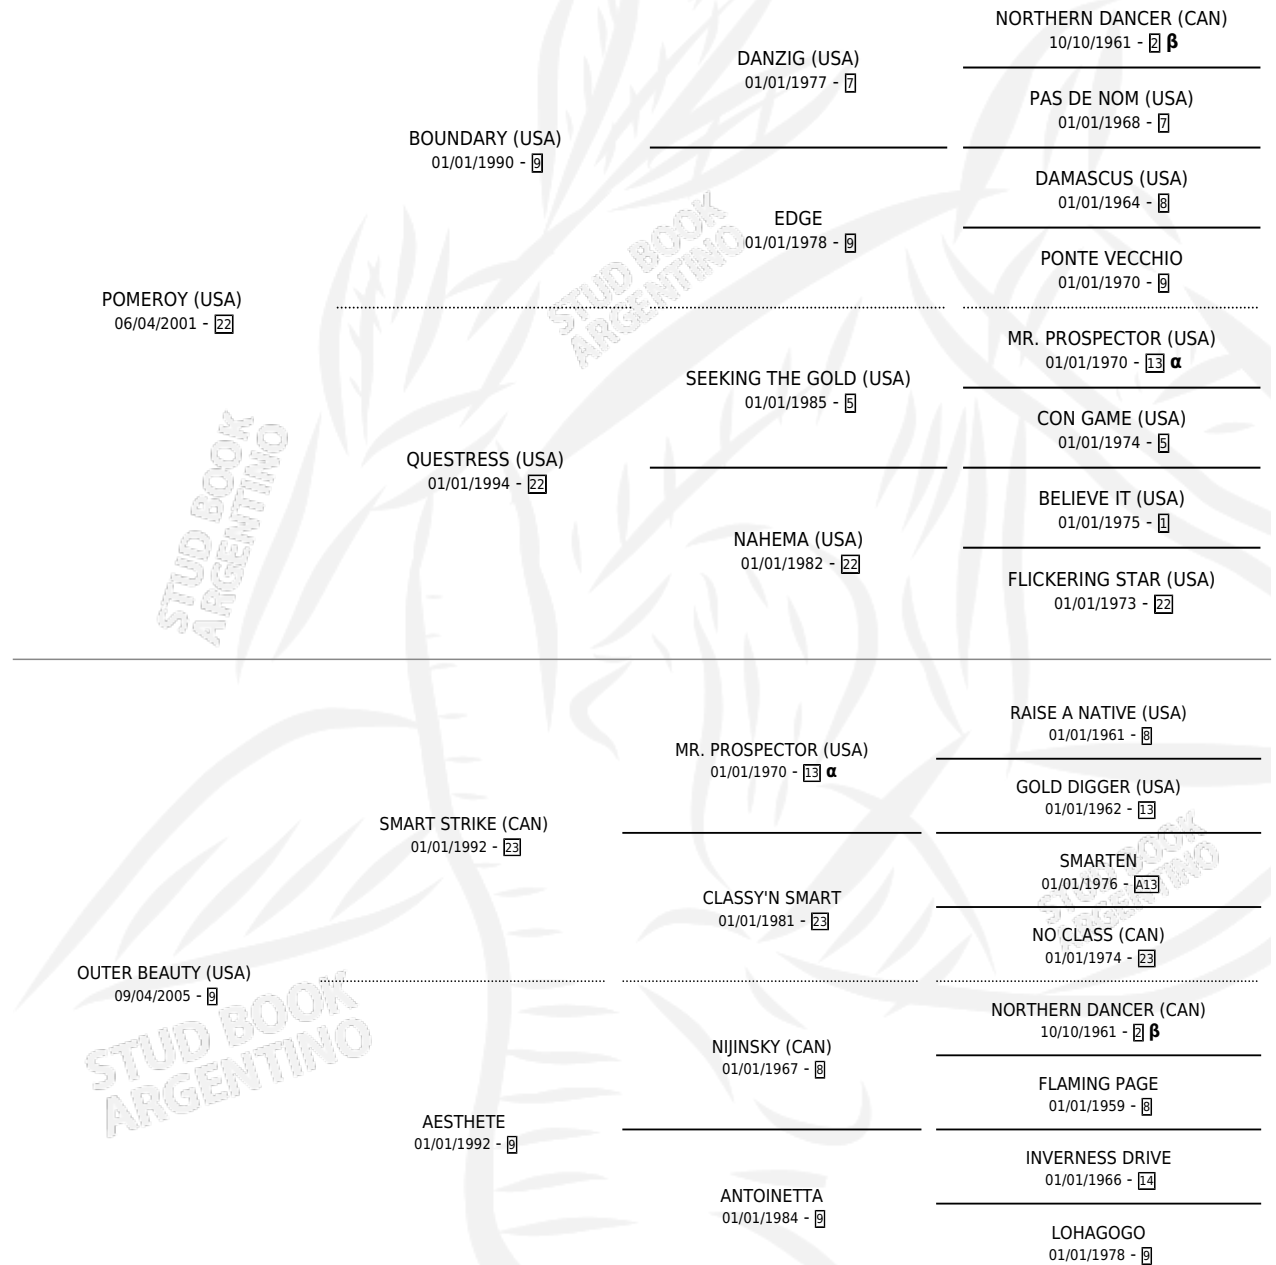 NORTHERN DANCER (CAN)
10/10/1961 - 2 β
DANZIG (USA)
01/01/1977 - 7
PAS DE NOM (USA)
01/01/1968 - 7
BOUNDARY (USA)
01/01/1990 - 9
DAMASCUS (USA)
01/01/1964 - 8
EDGE
01/01/1978 - 9
PONTE VECCHIO
01/01/1970 - 9
POMEROY (USA)
06/04/2001 - 22
MR. PROSPECTOR (USA)
01/01/1970 - 13 α
SEEKING THE GOLD (USA)
01/01/1985 - 5
CON GAME (USA)
01/01/1974 - 5
QUESTRESS (USA)
01/01/1994 - 22
BELIEVE IT (USA)
01/01/1975 - 1
NAHEMA (USA)
01/01/1982 - 22
FLICKERING STAR (USA)
01/01/1973 - 22
RAISE A NATIVE (USA)
01/01/1961 - 8
MR. PROSPECTOR (USA)
01/01/1970 - 13 α
GOLD DIGGER (USA)
01/01/1962 - 13
SMART STRIKE (CAN)
01/01/1992 - 23
SMARTEN
01/01/1976 - A13
CLASSY'N SMART
01/01/1981 - 23
NO CLASS (CAN)
01/01/1974 - 23
OUTER BEAUTY (USA)
09/04/2005 - 9
NORTHERN DANCER (CAN)
10/10/1961 - 2 β
NIJINSKY (CAN)
01/01/1967 - 8
FLAMING PAGE
01/01/1959 - 8
AESTHETE
01/01/1992 - 9
INVERNESS DRIVE
01/01/1966 - 14
ANTOINETTA
01/01/1984 - 9
LOHAGOGO
01/01/1978 - 9
STUD BOOK
ARGENTINO
STUD BOOK
ARGENTINO
STUD BOOK
ARGENTINO
STUD BOOK
ARGENTINO